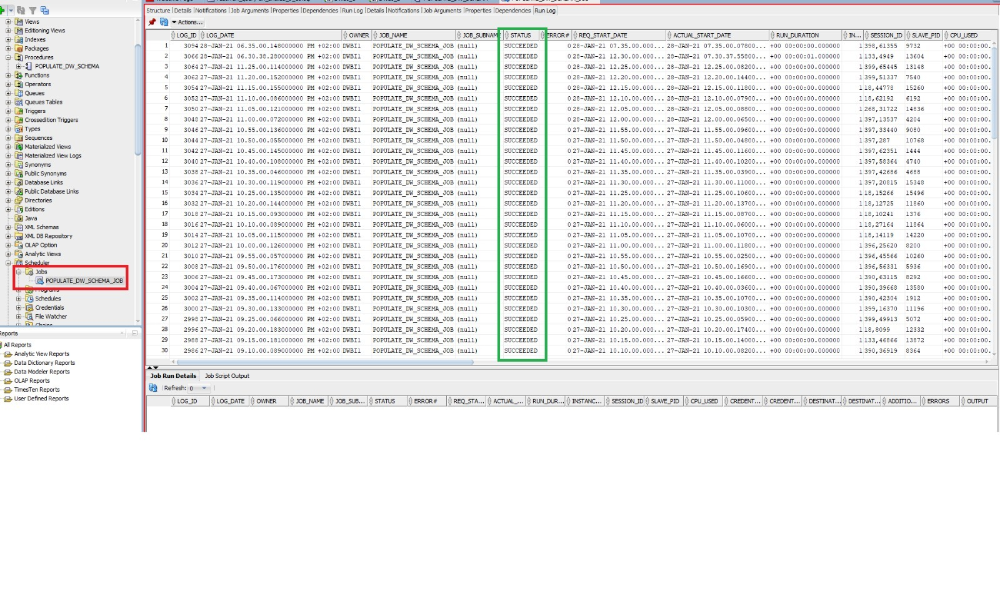 Structure | Details | Notifications | Job Arguments | Properties | Dependencies | Run Log | Details | Notifications | Job Arguments | Properties | Dependencies | Run Log
Actions...
LOG_ID LOG_DATE OWNER JOB_NAME JOB_SUBNAME STATUS ERROR# REQ_START_DATE ACTUAL_START_DATE RUN_DURATION IN... SESSION_ID SLAVE_PID CPU_USED
1 3094 28-JAN-21 06.35.00.148000000 PM +02:00 DWBI1 POPULATE_DW_SCHEMA_JOB (null) SUCCEEDED 0 28-JAN-21 07.35.00.000... 28-JAN-21 07.35.00.07800... +00 00:00:00.000000 1 398,61355 9732 +00 00:00:00.
2 3066 28-JAN-21 06.30.38.280000000 PM +02:00 DWBI1 POPULATE_DW_SCHEMA_JOB (null) SUCCEEDED 0 28-JAN-21 12.30.00.000... 28-JAN-21 07.30.37.55800... +00 00:00:01.000000 1 133,4949 13604 +00 00:00:00.
3 3064 27-JAN-21 11.25.00.114000000 PM +02:00 DWBI1 POPULATE_DW_SCHEMA_JOB (null) SUCCEEDED 0 28-JAN-21 12.25.00.000... 28-JAN-21 12.25.00.08200... +00 00:00:00.000000 1 399,65445 13148 +00 00:00:00.
4 3062 27-JAN-21 11.20.00.152000000 PM +02:00 DWBI1 POPULATE_DW_SCHEMA_JOB (null) SUCCEEDED 0 28-JAN-21 12.20.00.000... 28-JAN-21 12.20.00.14400... +00 00:00:00.000000 1 399,51337 7540 +00 00:00:00.
5 3054 27-JAN-21 11.15.00.155000000 PM +02:00 DWBI1 POPULATE_DW_SCHEMA_JOB (null) SUCCEEDED 0 28-JAN-21 12.15.00.000... 28-JAN-21 12.15.00.11800... +00 00:00:00.000000 1 18,44778 15260 +00 00:00:00.
6 3052 27-JAN-21 11.10.00.086000000 PM +02:00 DWBI1 POPULATE_DW_SCHEMA_JOB (null) SUCCEEDED 0 28-JAN-21 12.10.00.000... 28-JAN-21 12.10.00.07900... +00 00:00:00.000000 1 18,62192 6192 +00 00:00:00.
7 3050 27-JAN-21 11.05.00.121000000 PM +02:00 DWBI1 POPULATE_DW_SCHEMA_JOB (null) SUCCEEDED 0 28-JAN-21 12.05.00.000... 28-JAN-21 12.05.00.08800... +00 00:00:00.000000 1 268,31722 14836 +00 00:00:00.
8 3048 27-JAN-21 11.00.00.072000000 PM +02:00 DWBI1 POPULATE_DW_SCHEMA_JOB (null) SUCCEEDED 0 28-JAN-21 12.00.00.000... 28-JAN-21 12.00.00.06500... +00 00:00:00.000000 1 397,13537 4204 +00 00:00:00.
9 3046 27-JAN-21 10.55.00.136000000 PM +02:00 DWBI1 POPULATE_DW_SCHEMA_JOB (null) SUCCEEDED 0 27-JAN-21 11.55.00.000... 27-JAN-21 11.55.00.09600... +00 00:00:00.000000 1 397,33440 9080 +00 00:00:00.
10 3044 27-JAN-21 10.50.00.055000000 PM +02:00 DWBI1 POPULATE_DW_SCHEMA_JOB (null) SUCCEEDED 0 27-JAN-21 11.50.00.000... 27-JAN-21 11.50.00.04800... +00 00:00:00.000000 1 397,287 10768 +00 00:00:00.
11 3042 27-JAN-21 10.45.00.145000000 PM +02:00 DWBI1 POPULATE_DW_SCHEMA_JOB (null) SUCCEEDED 0 27-JAN-21 11.45.00.000... 27-JAN-21 11.45.00.11600... +00 00:00:00.000000 1 397,62351 1444 +00 00:00:00.
12 3040 27-JAN-21 10.40.00.108000000 PM +02:00 DWBI1 POPULATE_DW_SCHEMA_JOB (null) SUCCEEDED 0 27-JAN-21 11.40.00.000... 27-JAN-21 11.40.00.10200... +00 00:00:00.000000 1 397,58364 4740 +00 00:00:00.
13 3038 27-JAN-21 10.35.00.046000000 PM +02:00 DWBI1 POPULATE_DW_SCHEMA_JOB (null) SUCCEEDED 0 27-JAN-21 11.35.00.000... 27-JAN-21 11.35.00.03900... +00 00:00:00.000000 1 397,42686 4688 +00 00:00:00.
14 3036 27-JAN-21 10.30.00.119000000 PM +02:00 DWBI1 POPULATE_DW_SCHEMA_JOB (null) SUCCEEDED 0 27-JAN-21 11.30.00.000... 27-JAN-21 11.30.00.11000... +00 00:00:00.000000 1 397,20815 15348 +00 00:00:00.
15 3034 27-JAN-21 10.25.00.135000000 PM +02:00 DWBI1 POPULATE_DW_SCHEMA_JOB (null) SUCCEEDED 0 27-JAN-21 11.25.00.000... 27-JAN-21 11.25.00.10600... +00 00:00:00.000000 1 18,15266 15496 +00 00:00:00.
16 3032 27-JAN-21 10.20.00.144000000 PM +02:00 DWBI1 POPULATE_DW_SCHEMA_JOB (null) SUCCEEDED 0 27-JAN-21 11.20.00.000... 27-JAN-21 11.20.00.13700... +00 00:00:00.000000 1 18,12725 11860 +00 00:00:00.
17 3018 27-JAN-21 10.15.00.093000000 PM +02:00 DWBI1 POPULATE_DW_SCHEMA_JOB (null) SUCCEEDED 0 27-JAN-21 11.15.00.000... 27-JAN-21 11.15.00.08700... +00 00:00:00.000000 1 18,10241 1376 +00 00:00:00.
18 3016 27-JAN-21 10.10.00.089000000 PM +02:00 DWBI1 POPULATE_DW_SCHEMA_JOB (null) SUCCEEDED 0 27-JAN-21 11.10.00.000... 27-JAN-21 11.10.00.06000... +00 00:00:00.000000 1 18,27164 11864 +00 00:00:00.
19 3014 27-JAN-21 10.05.00.115000000 PM +02:00 DWBI1 POPULATE_DW_SCHEMA_JOB (null) SUCCEEDED 0 27-JAN-21 11.05.00.000... 27-JAN-21 11.05.00.10700... +00 00:00:00.000000 1 18,14119 14220 +00 00:00:00.
20 3012 27-JAN-21 10.00.00.126000000 PM +02:00 DWBI1 POPULATE_DW_SCHEMA_JOB (null) SUCCEEDED 0 27-JAN-21 11.00.00.000... 27-JAN-21 11.00.00.11800... +00 00:00:00.000000 1 396,25620 8200 +00 00:00:00.
21 3010 27-JAN-21 09.55.00.057000000 PM +02:00 DWBI1 POPULATE_DW_SCHEMA_JOB (null) SUCCEEDED 0 27-JAN-21 10.55.00.000... 27-JAN-21 10.55.00.02500... +00 00:00:00.000000 1 396,45566 10260 +00 00:00:00.
22 3008 27-JAN-21 09.50.00.176000000 PM +02:00 DWBI1 POPULATE_DW_SCHEMA_JOB (null) SUCCEEDED 0 27-JAN-21 10.50.00.000... 27-JAN-21 10.50.00.16900... +00 00:00:00.000000 1 396,56331 5936 +00 00:00:00.
23 3006 27-JAN-21 09.45.00.173000000 PM +02:00 DWBI1 POPULATE_DW_SCHEMA_JOB (null) SUCCEEDED 0 27-JAN-21 10.45.00.000... 27-JAN-21 10.45.00.16600... +00 00:00:00.000000 1 390,63115 8292 +00 00:00:00.
24 3004 27-JAN-21 09.40.00.067000000 PM +02:00 DWBI1 POPULATE_DW_SCHEMA_JOB (null) SUCCEEDED 0 27-JAN-21 10.40.00.000... 27-JAN-21 10.40.00.03600... +00 00:00:00.000000 1 390,39668 13580 +00 00:00:00.
25 3002 27-JAN-21 09.35.00.114000000 PM +02:00 DWBI1 POPULATE_DW_SCHEMA_JOB (null) SUCCEEDED 0 27-JAN-21 10.35.00.000... 27-JAN-21 10.35.00.10700... +00 00:00:00.000000 1 390,42304 1912 +00 00:00:00.
26 3000 27-JAN-21 09.30.00.133000000 PM +02:00 DWBI1 POPULATE_DW_SCHEMA_JOB (null) SUCCEEDED 0 27-JAN-21 10.30.00.000... 27-JAN-21 10.30.00.10300... +00 00:00:00.000000 1 399,16370 11196 +00 00:00:00.
27 2998 27-JAN-21 09.25.00.066000000 PM +02:00 DWBI1 POPULATE_DW_SCHEMA_JOB (null) SUCCEEDED 0 27-JAN-21 10.25.00.000... 27-JAN-21 10.25.00.05900... +00 00:00:00.000000 1 399,49913 5072 +00 00:00:00.
28 2996 27-JAN-21 09.20.00.183000000 PM +02:00 DWBI1 POPULATE_DW_SCHEMA_JOB (null) SUCCEEDED 0 27-JAN-21 10.20.00.000... 27-JAN-21 10.20.00.17400... +00 00:00:00.000000 1 18,8099 12332 +00 00:00:00.
29 2988 27-JAN-21 09.15.00.181000000 PM +02:00 DWBI1 POPULATE_DW_SCHEMA_JOB (null) SUCCEEDED 0 27-JAN-21 10.15.00.000... 27-JAN-21 10.15.00.14000... +00 00:00:00.000000 1 133,46866 13872 +00 00:00:00.
30 2986 27-JAN-21 09.10.00.089000000 PM +02:00 DWBI1 POPULATE_DW_SCHEMA_JOB (null) SUCCEEDED 0 27-JAN-21 10.10.00.000... 27-JAN-21 10.10.00.08200... +00 00:00:00.000000 1 390,36919 8364 +00 00:00:00.
Views
Editioning Views
Indexes
Packages
Procedures
POPULATE_DW_SCHEMA
Functions
Operators
Queues
Queues Tables
Triggers
Crossedition Triggers
Types
Sequences
Materialized Views
Materialized View Logs
Synonyms
Public Synonyms
Database Links
Public Database Links
Directories
Editions
Java
XML Schemas
XML DB Repository
OLAP Option
Analytic Views
Scheduler
Jobs
POPULATE_DW_SCHEMA_JOB
Programs
Schedules
Credentials
File Watcher
Chains
Reports
All Reports
Analytic View Reports
Data Dictionary Reports
Data Modeler Reports
OLAP Reports
TimesTen Reports
User Defined Reports
Job Run Details Job Script Output
Refresh: 0
LOG_ID LOG_DATE OWNER JOB_NAME JOB_SUB... STATUS ERROR# REQ_STA... ACTUAL_... RUN_DUR... INSTANC... SESSION_ID SLAVE_PID CPU_USED CREDENT... CREDENT... DESTINAT... DESTINAT... ADDITIO... ERRORS OUTPUT